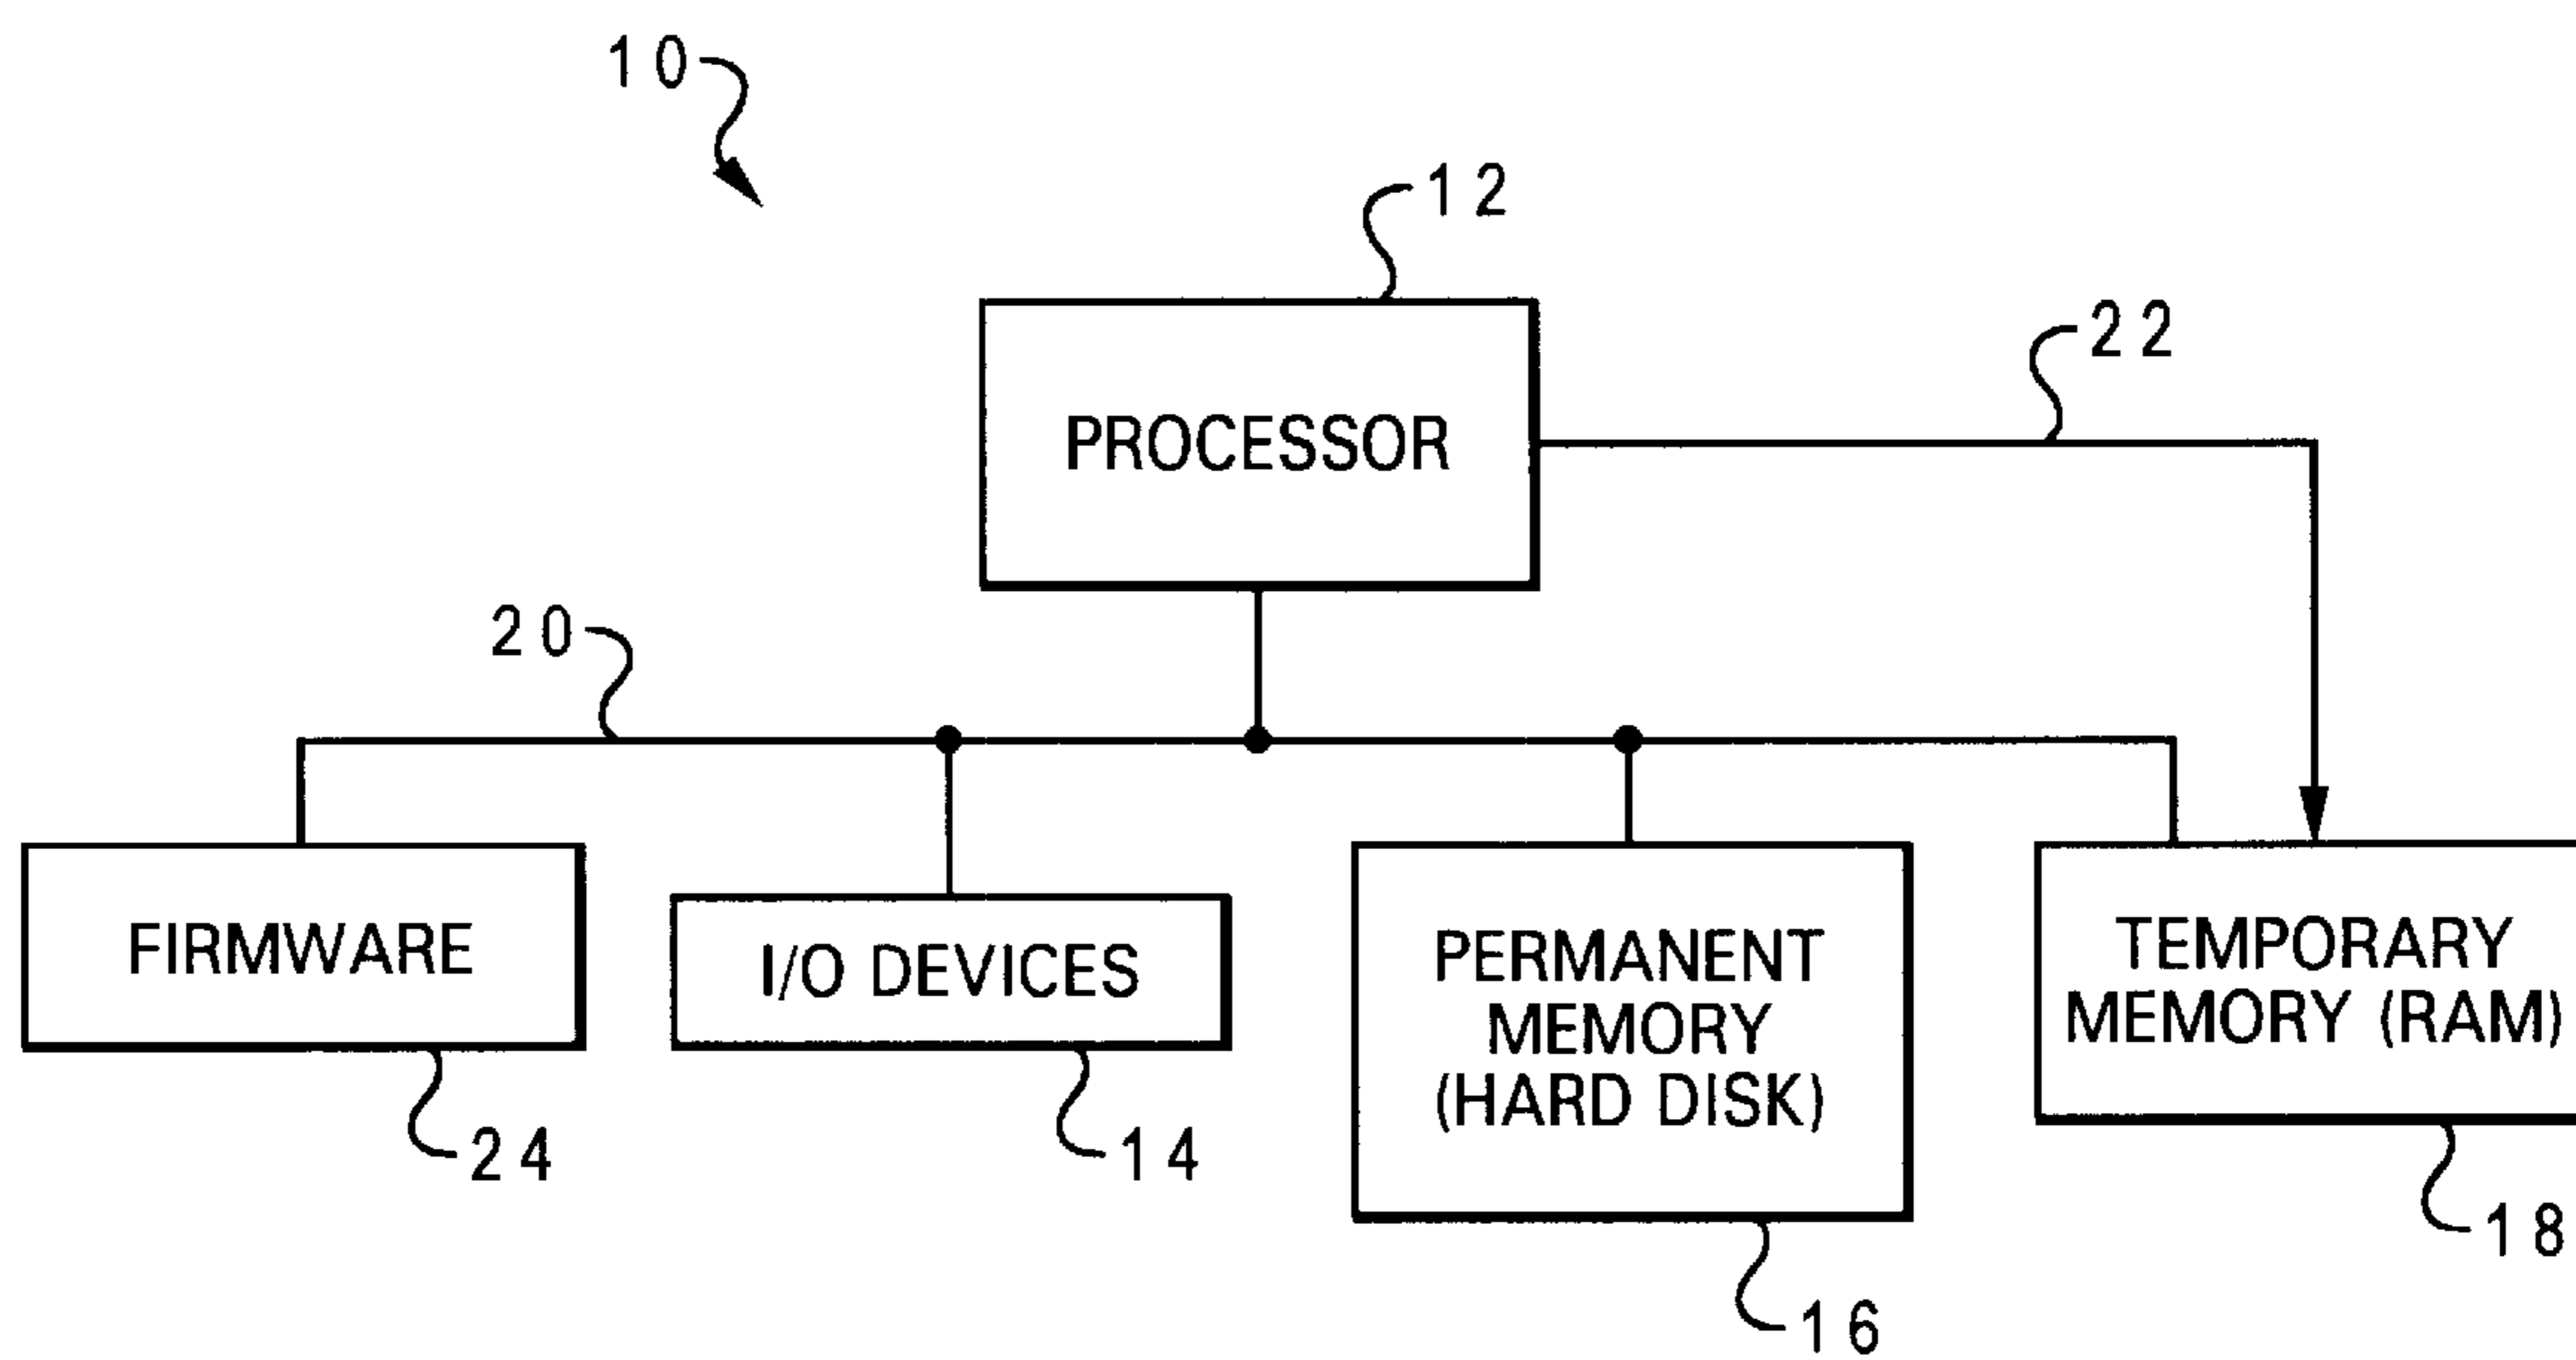 10
12
22
PROCESSOR
20
FIRMWARE
I/O DEVICES
PERMANENT
MEMORY
(HARD DISK)
TEMPORARY
MEMORY (RAM)
24
14
16
18